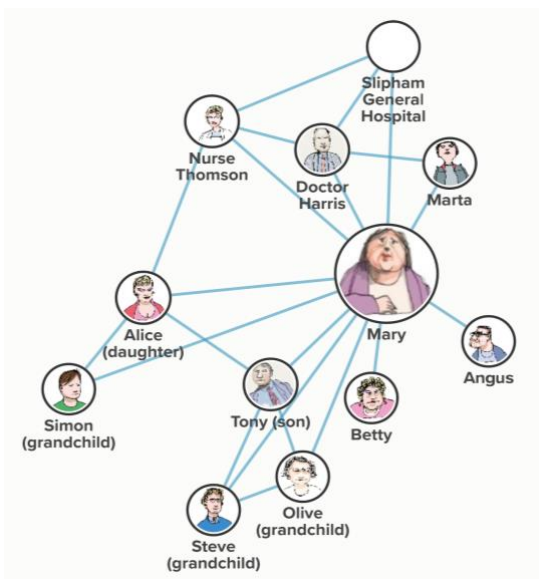 Slipham
General
Hospital
Nurse
Thomson
Doctor
Harris
Marta
Mary
Alice
(daughter)
Angus
Simon
(grandchild)
Tony (son)
Betty
Olive
(grandchild)
Steve
(grandchild)